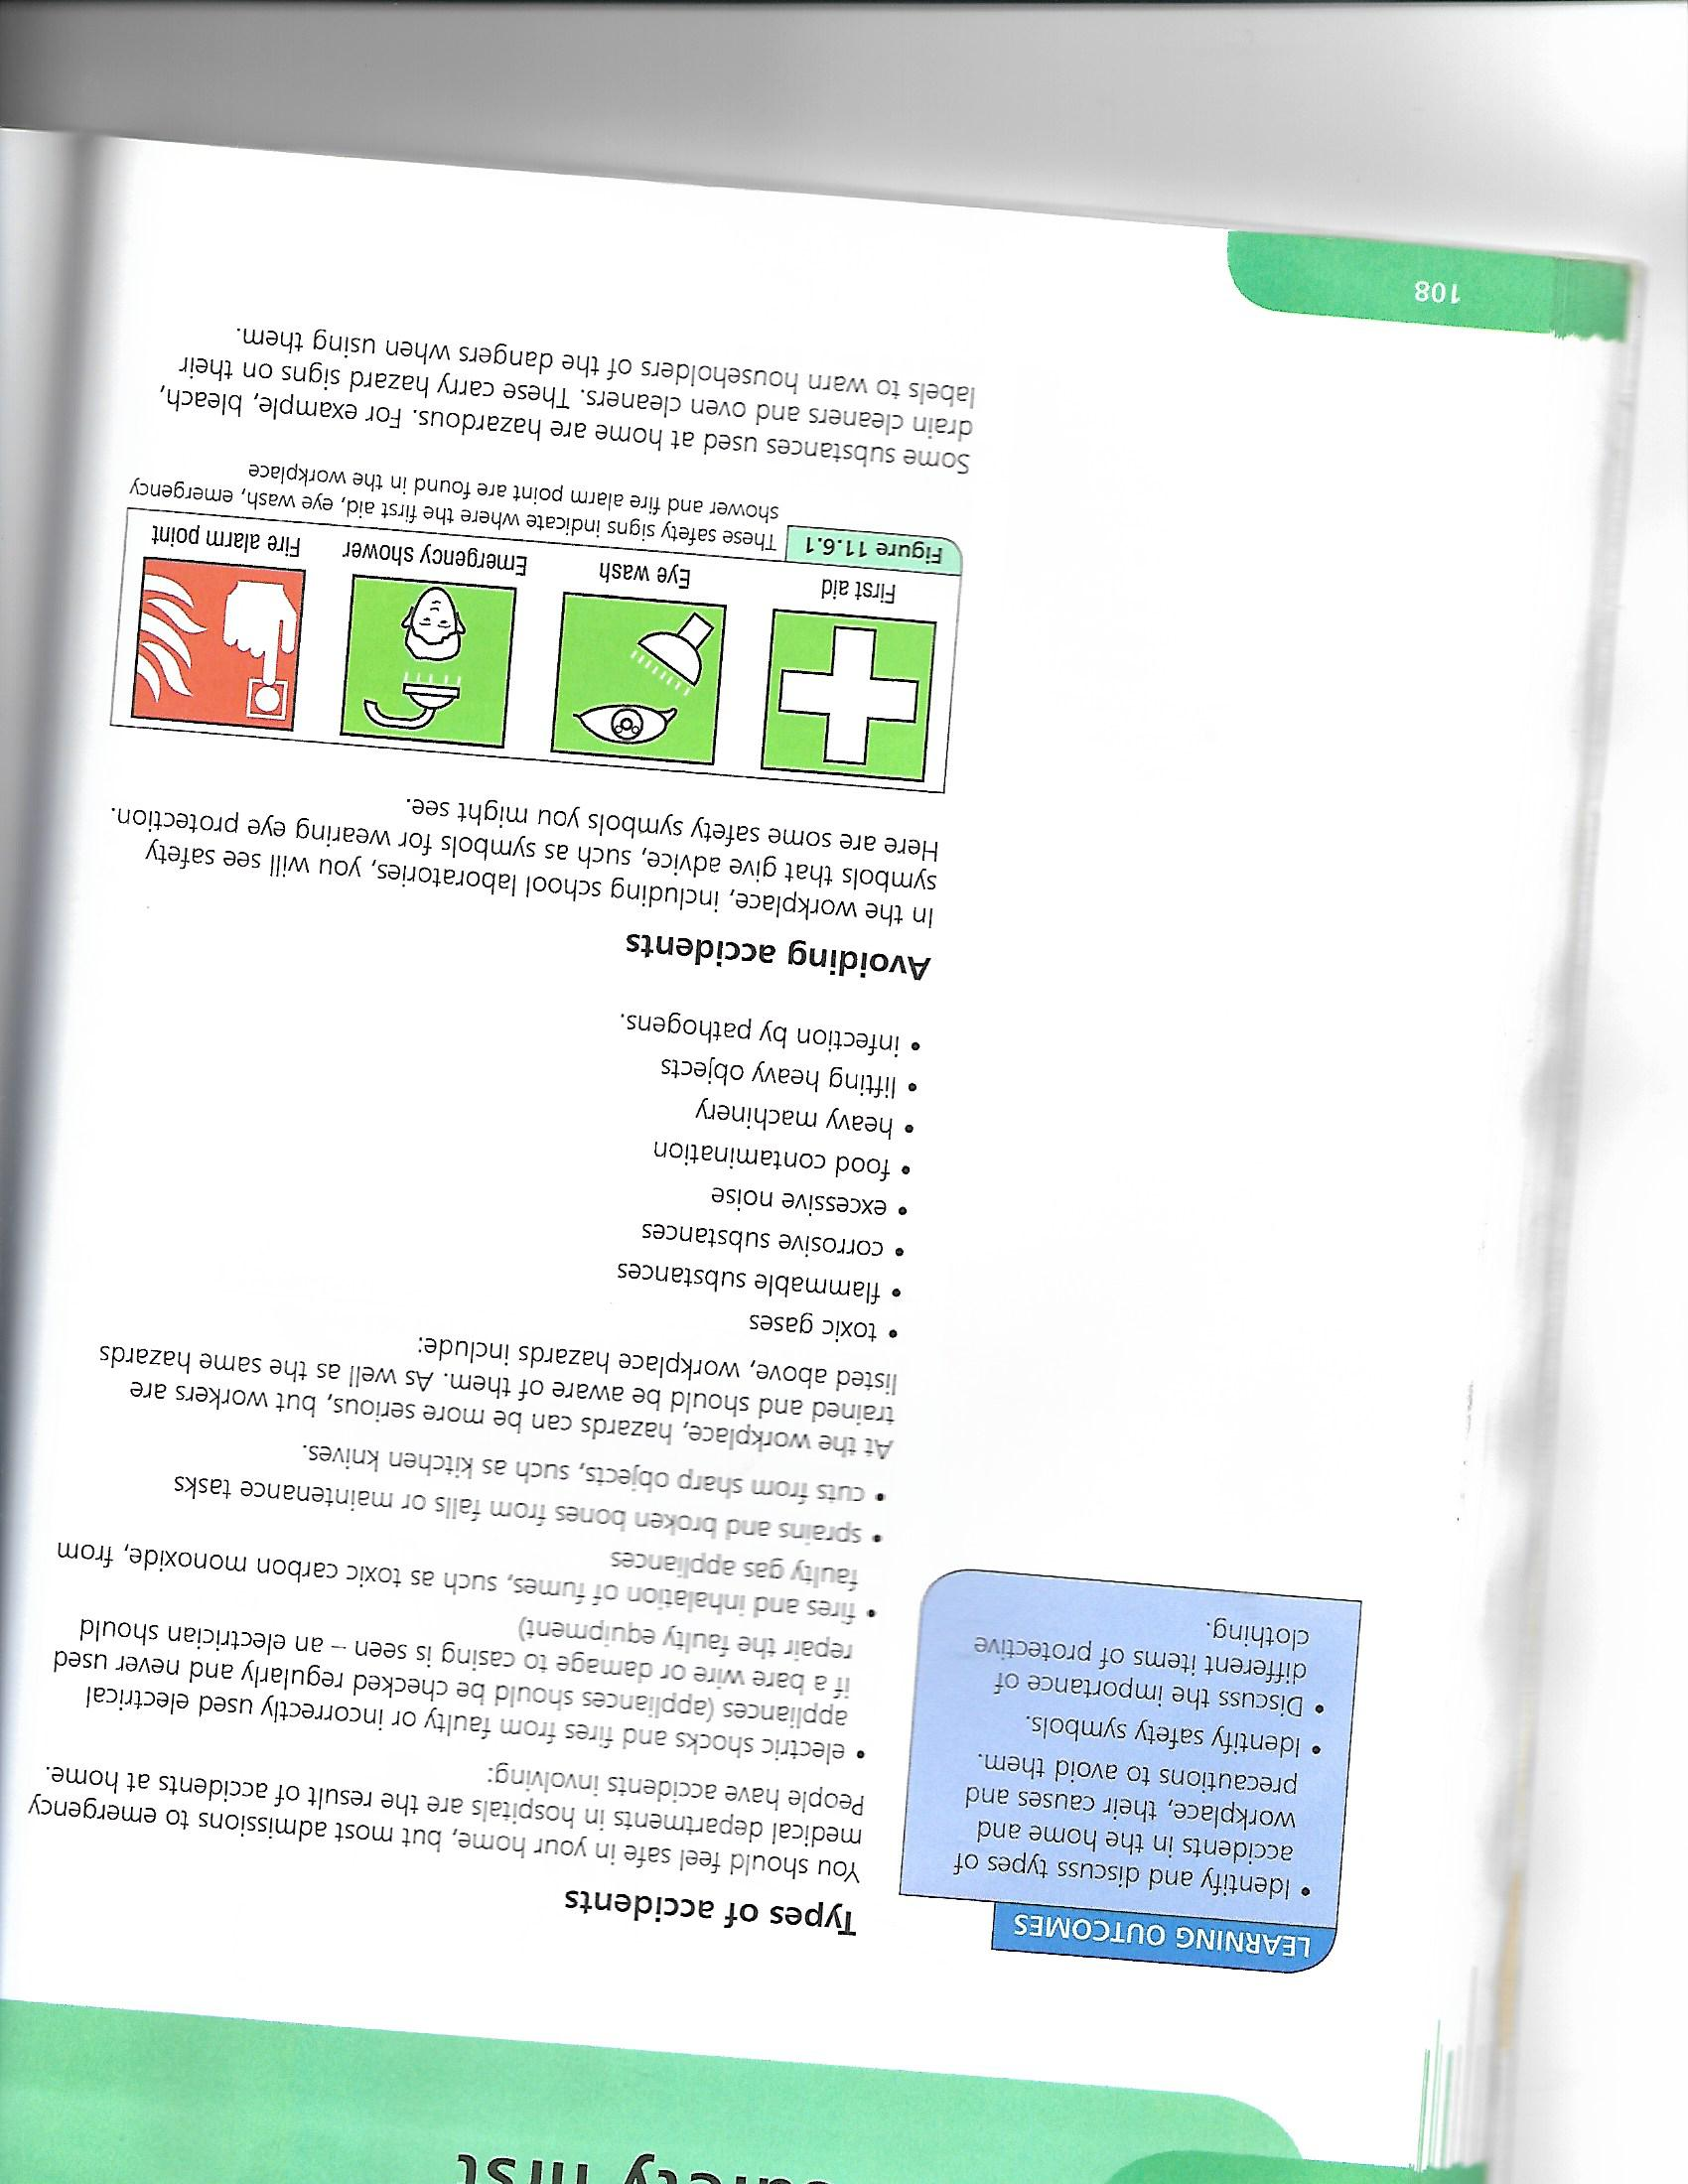 LEARNING OUTCOMES
• Identify and discuss types of
accidents in the home and
workplace, their causes and
precautions to avoid them.
• Identify safety symbols.
• Discuss the importance of
different items of protective
clothing.
Types of accidents
You should feel safe in your home, but most admissions to emergency
medical departments in hospitals are the result of accidents at home.
People have accidents involving:
• electric shocks and fires from faulty or incorrectly used electrical
appliances (appliances should be checked regularly and never used
if a bare wire or damage to casing is seen – an electrician should
repair the faulty equipment)
• fires and inhalation of fumes, such as toxic carbon monoxide, from
faulty gas appliances
• sprains and broken bones from falls or maintenance tasks
• cuts from sharp objects, such as kitchen knives.
At the workplace, hazards can be more serious, but workers are
trained and should be aware of them. As well as the same hazards
listed above, workplace hazards include:
• toxic gases
• flammable substances
• corrosive substances
• excessive noise
• food contamination
• heavy machinery
• lifting heavy objects
• infection by pathogens.
Avoiding accidents
In the workplace, including school laboratories, you will see safety
symbols that give advice, such as symbols for wearing eye protection.
Here are some safety symbols you might see.
First aid
Eye wash
Emergency shower
Fire alarm point
Figure 11.6.1 These safety signs indicate where the first aid, eye wash, emergency
shower and fire alarm point are found in the workplace
Some substances used at home are hazardous. For example, bleach,
drain cleaners and oven cleaners. These carry hazard signs on their
labels to warn householders of the dangers when using them.
108